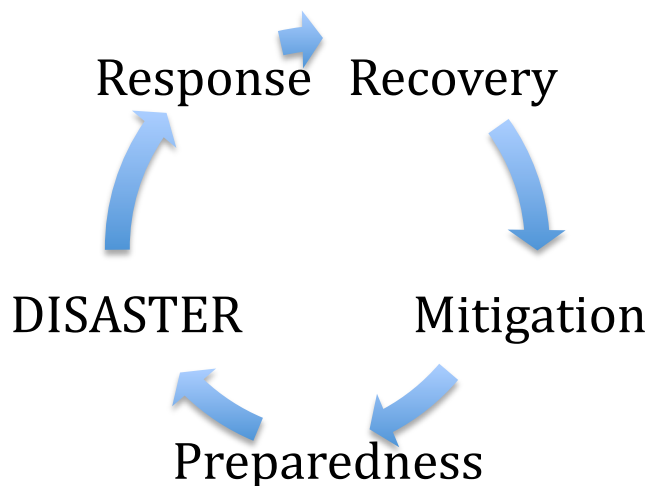 Response
Recovery
DISASTER
Mitigation
Preparedness